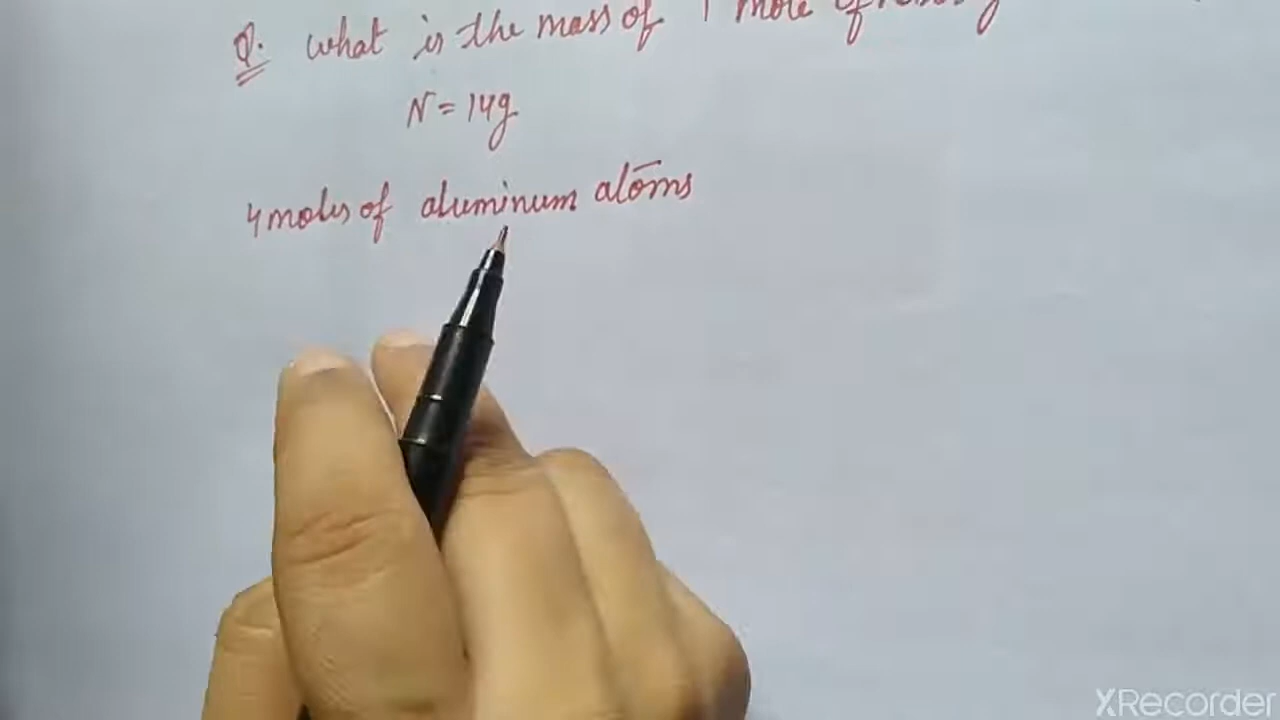 Q. What is the mass of 1 mole of
N = 14g
4 moles of aluminum atoms
XRecorder